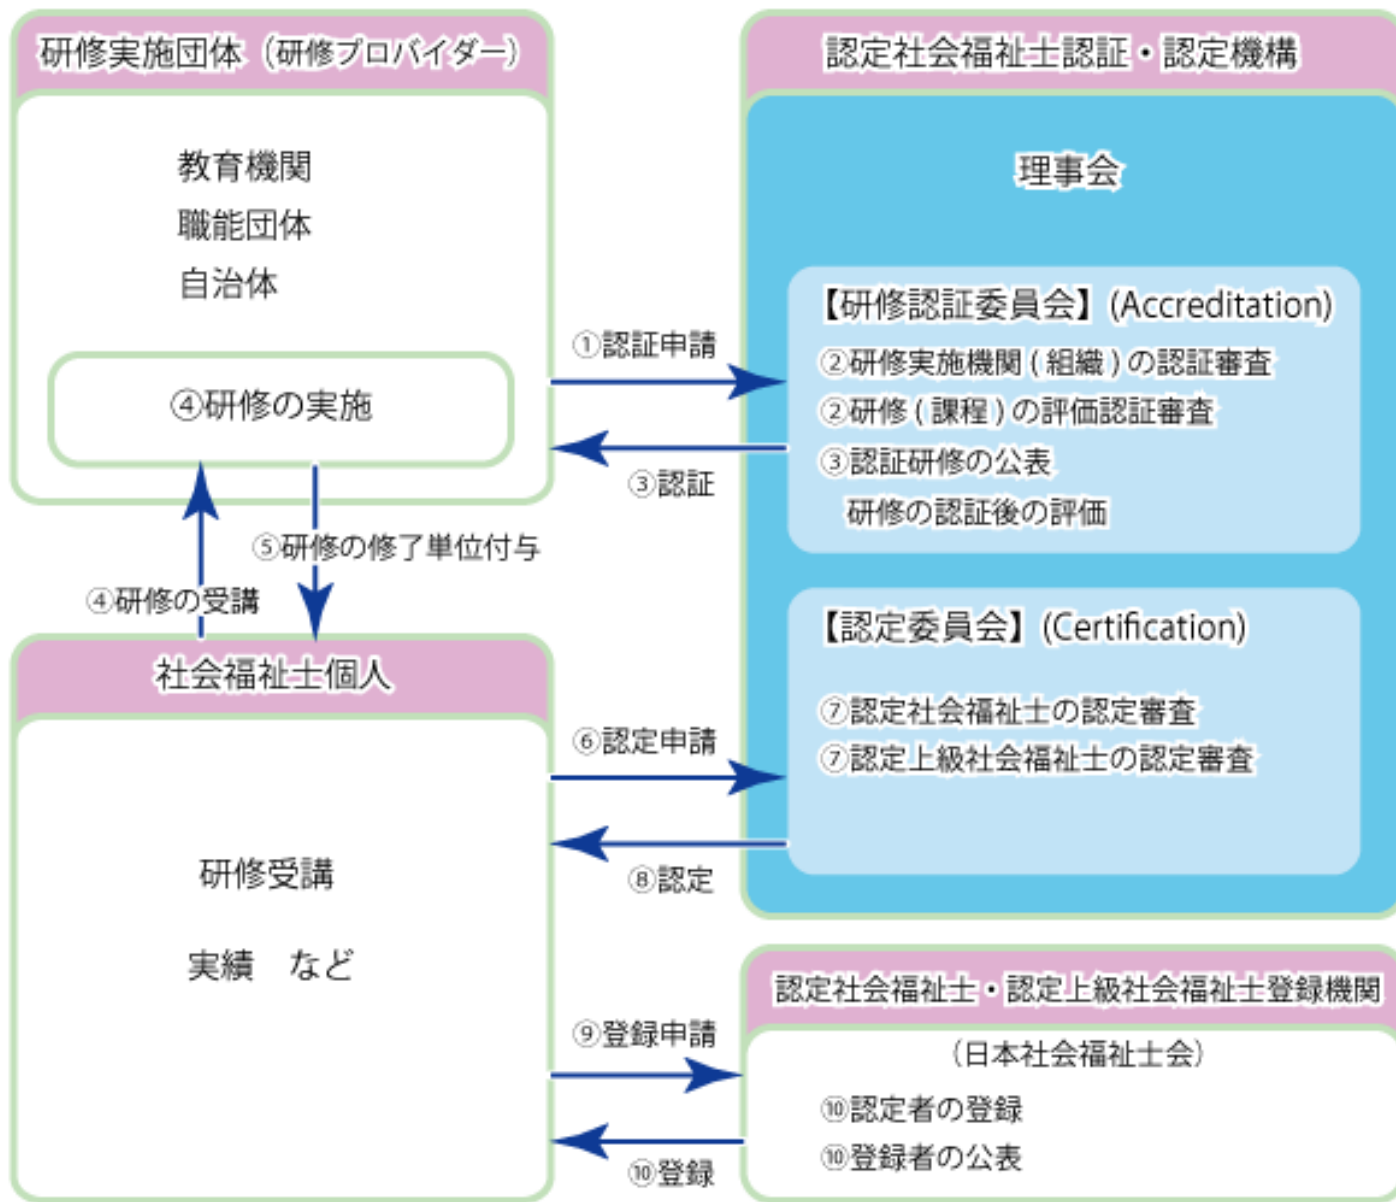 研修実施団体（研修プロバイダー）
教育機関
職能団体
自治体
④研修の実施
①認証申請
③認証
認定社会福祉士認証・認定機構
理事会
【研修認証委員会】(Accreditation)
②研修実施機関(組織)の認証審査
②研修(課程)の評価認証審査
③認証研修の公表
研修の認証後の評価
【認定委員会】(Certification)
⑦認定社会福祉士の認定審査
⑦認定上級社会福祉士の認定審査
⑤研修の修了単位付与
④研修の受講
社会福祉士個人
研修受講
実績　など
⑥認定申請
⑧認定
⑨登録申請
⑩登録
認定社会福祉士・認定上級社会福祉士登録機関
（日本社会福祉士会）
⑩認定者の登録
⑩登録者の公表